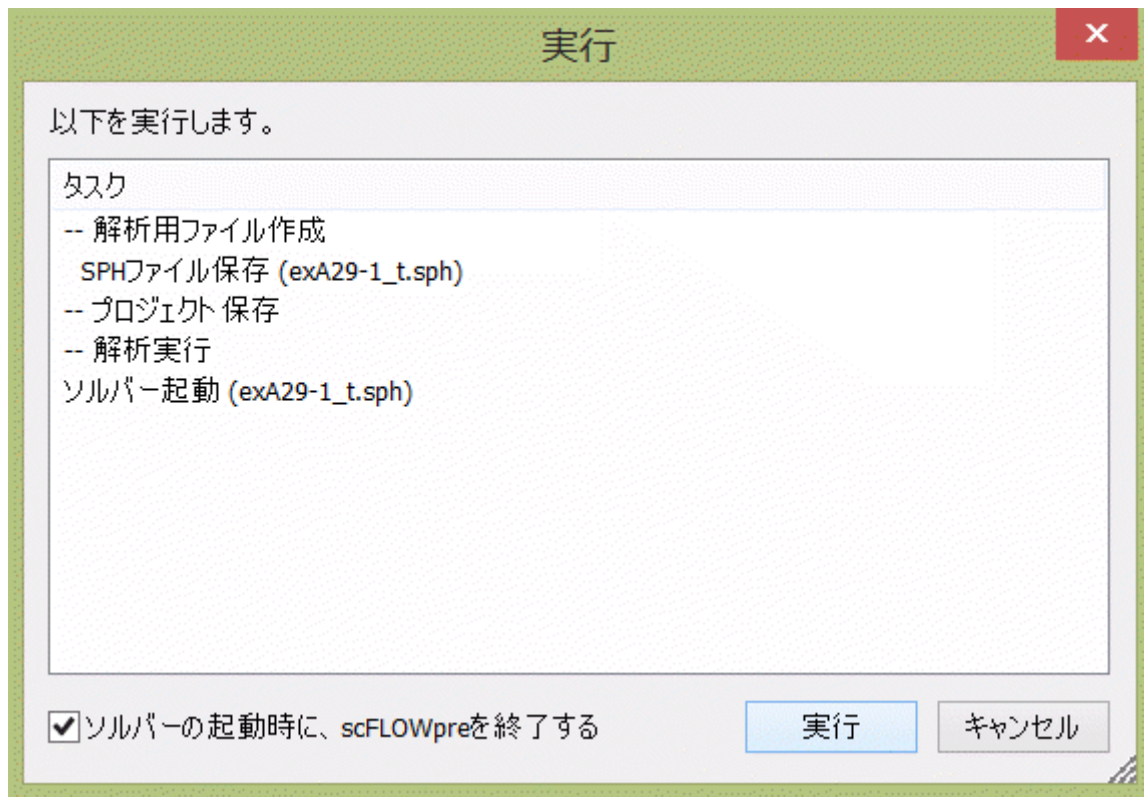 実行
以下を実行します。
タスク
-- 解析用ファイル作成
SPHファイル保存 (exA29-1_t.sph)
-- プロジェクト保存
-- 解析実行
ソルバー起動 (exA29-1_t.sph)
ソルバーの起動時に、scFLOWpreを終了する
実行
キャンセル